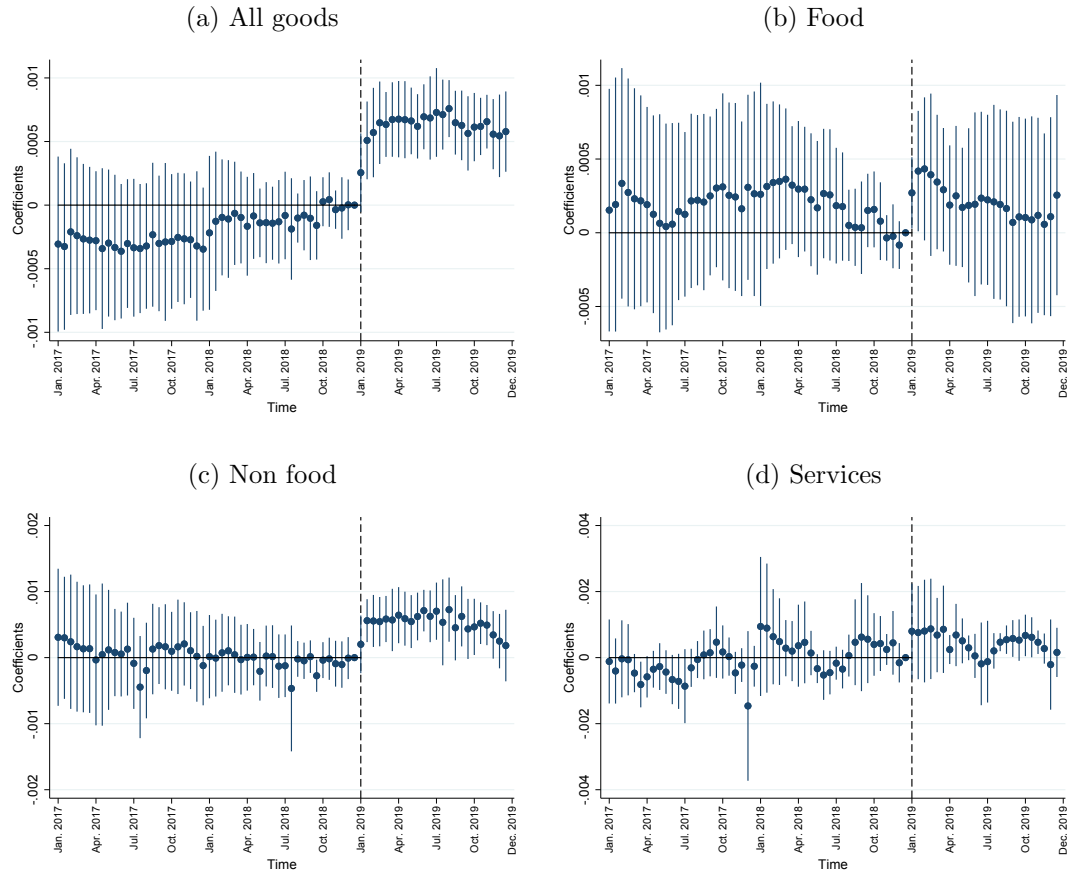 (a) All goods
(b) Food
Coefficients
.001
.0005
0
-.0005
-.001
Jan. 2017
Apr. 2017
Jul. 2017
Oct. 2017
Jan. 2018
Apr. 2018
Jul. 2018
Oct. 2018
Jan. 2019
Apr. 2019
Jul. 2019
Oct. 2019
Dec. 2019
Time
Coefficients
.001
.0005
0
-.0005
Jan. 2017
Apr. 2017
Jul. 2017
Oct. 2017
Jan. 2018
Apr. 2018
Jul. 2018
Oct. 2018
Jan. 2019
Apr. 2019
Jul. 2019
Oct. 2019
Dec. 2019
Time
(c) Non food
(d) Services
Coefficients
.002
.001
0
-.001
-.002
Jan. 2017
Apr. 2017
Jul. 2017
Oct. 2017
Jan. 2018
Apr. 2018
Jul. 2018
Oct. 2018
Jan. 2019
Apr. 2019
Jul. 2019
Oct. 2019
Dec. 2019
Time
Coefficients
.004
.002
0
-.002
-.004
Jan. 2017
Apr. 2017
Jul. 2017
Oct. 2017
Jan. 2018
Apr. 2018
Jul. 2018
Oct. 2018
Jan. 2019
Apr. 2019
Jul. 2019
Oct. 2019
Dec. 2019
Time